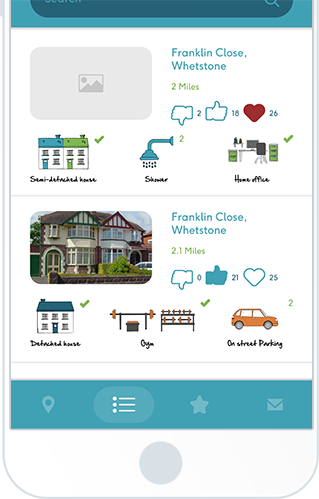 Search
Franklin Close,
Whetstone
2 Miles
2 18 26
2
Semi-detached house Shower Home office
Franklin Close,
Whetstone
2.1 Miles
0 21 25
2
Detached house Gym On street Parking